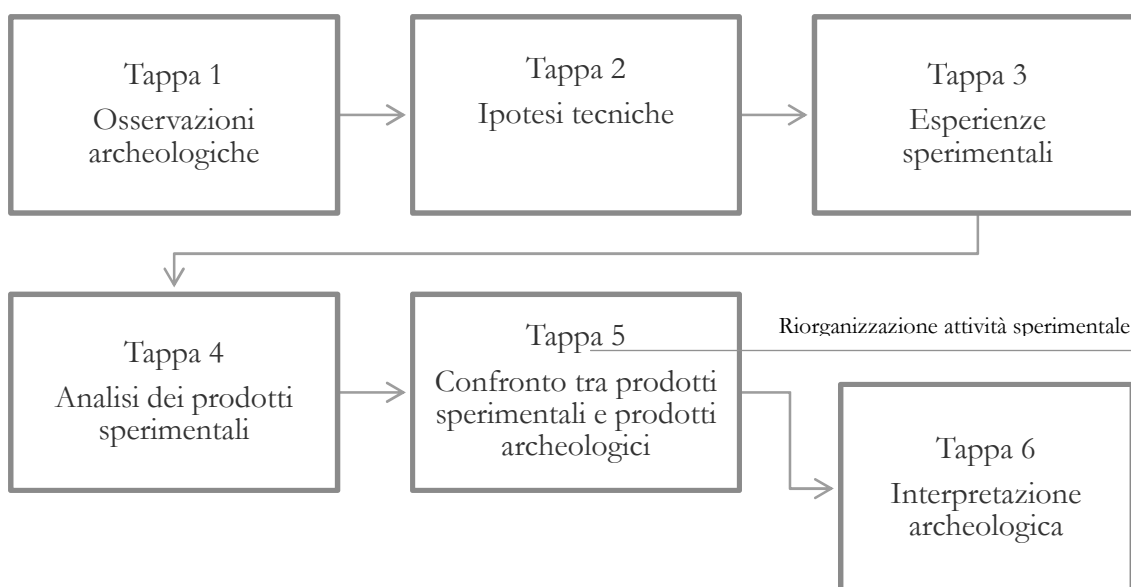 Tappa 1
Osservazioni
archeologiche
Tappa 2
Ipotesi tecniche
Tappa 3
Esperienze
sperimentali
Tappa 4
Analisi dei prodotti
sperimentali
Tappa 5
Confronto tra prodotti
sperimentali e prodotti
archeologici
Riorganizzazione attività sperimentale
Tappa 6
Interpretazione
archeologica